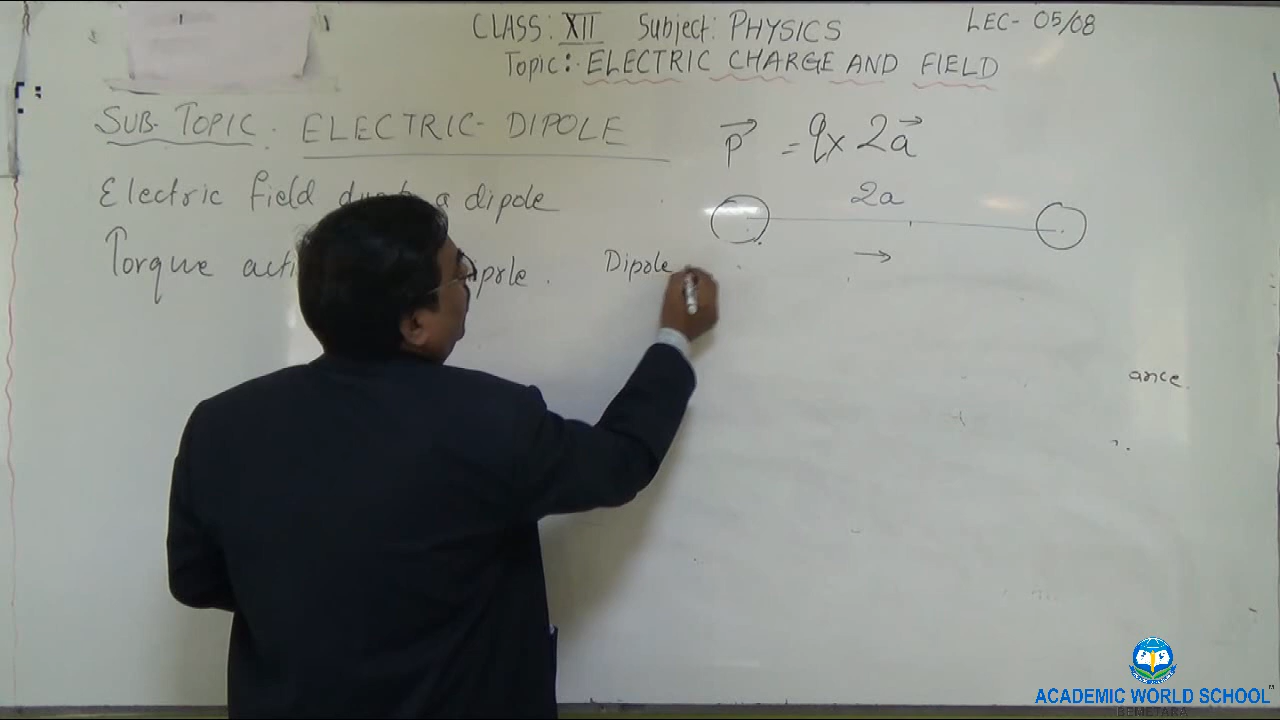 CLASS: XII Subject: PHYSICS LEC- 05/08
Topic: ELECTRIC CHARGE AND FIELD
SUB-TOPIC: ELECTRIC-DIPOLE
p = q x 2a
Electric field a dipole
2a
Torque
Dipole
ance
ACADEMIC WORLD SCHOOL
BEMETARA